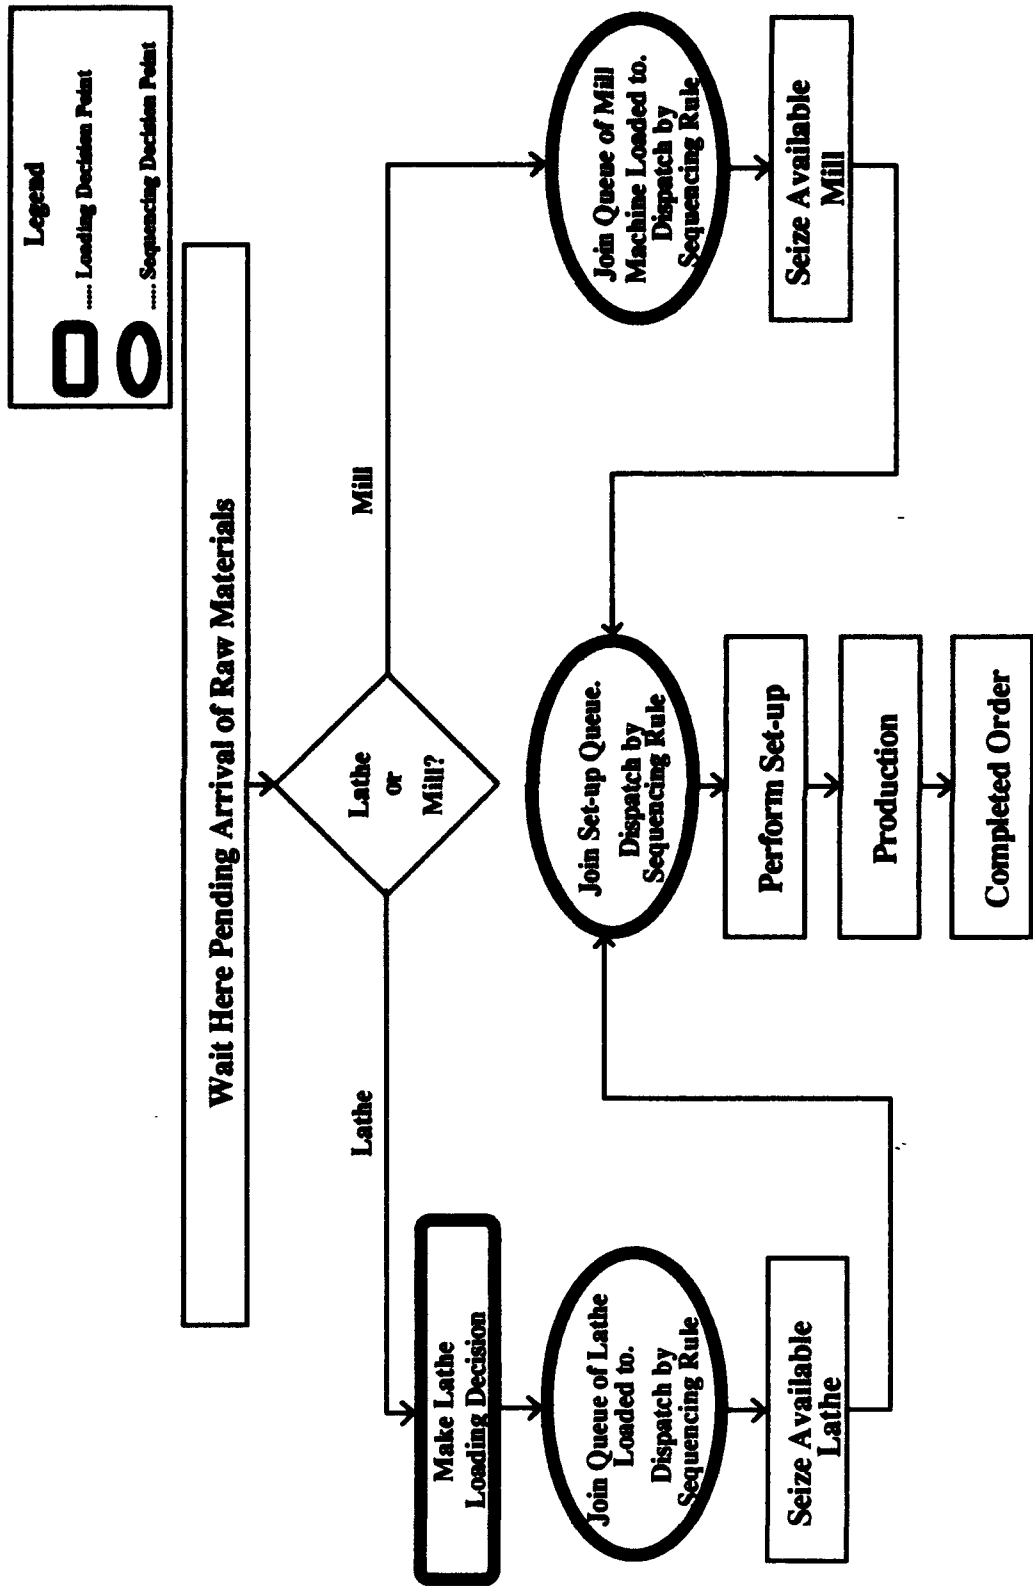 Legend
..... Loading Decision Point
..... Sequencing Decision Point
Wait Here Pending Arrival of Raw Materials
Lathe
or
Mill?
Lathe
Mill
Make Lathe
Loading Decision
Join Queue of Lathe
Loaded to.
Dispatch by
Sequencing Rule
Seize Available
Lathe
Join Queue of Mill
Machine Loaded to.
Dispatch by
Sequencing Rule
Seize Available
Mill
Join Set-up Queue.
Dispatch by
Sequencing Rule
Perform Set-up
Production
Completed Order